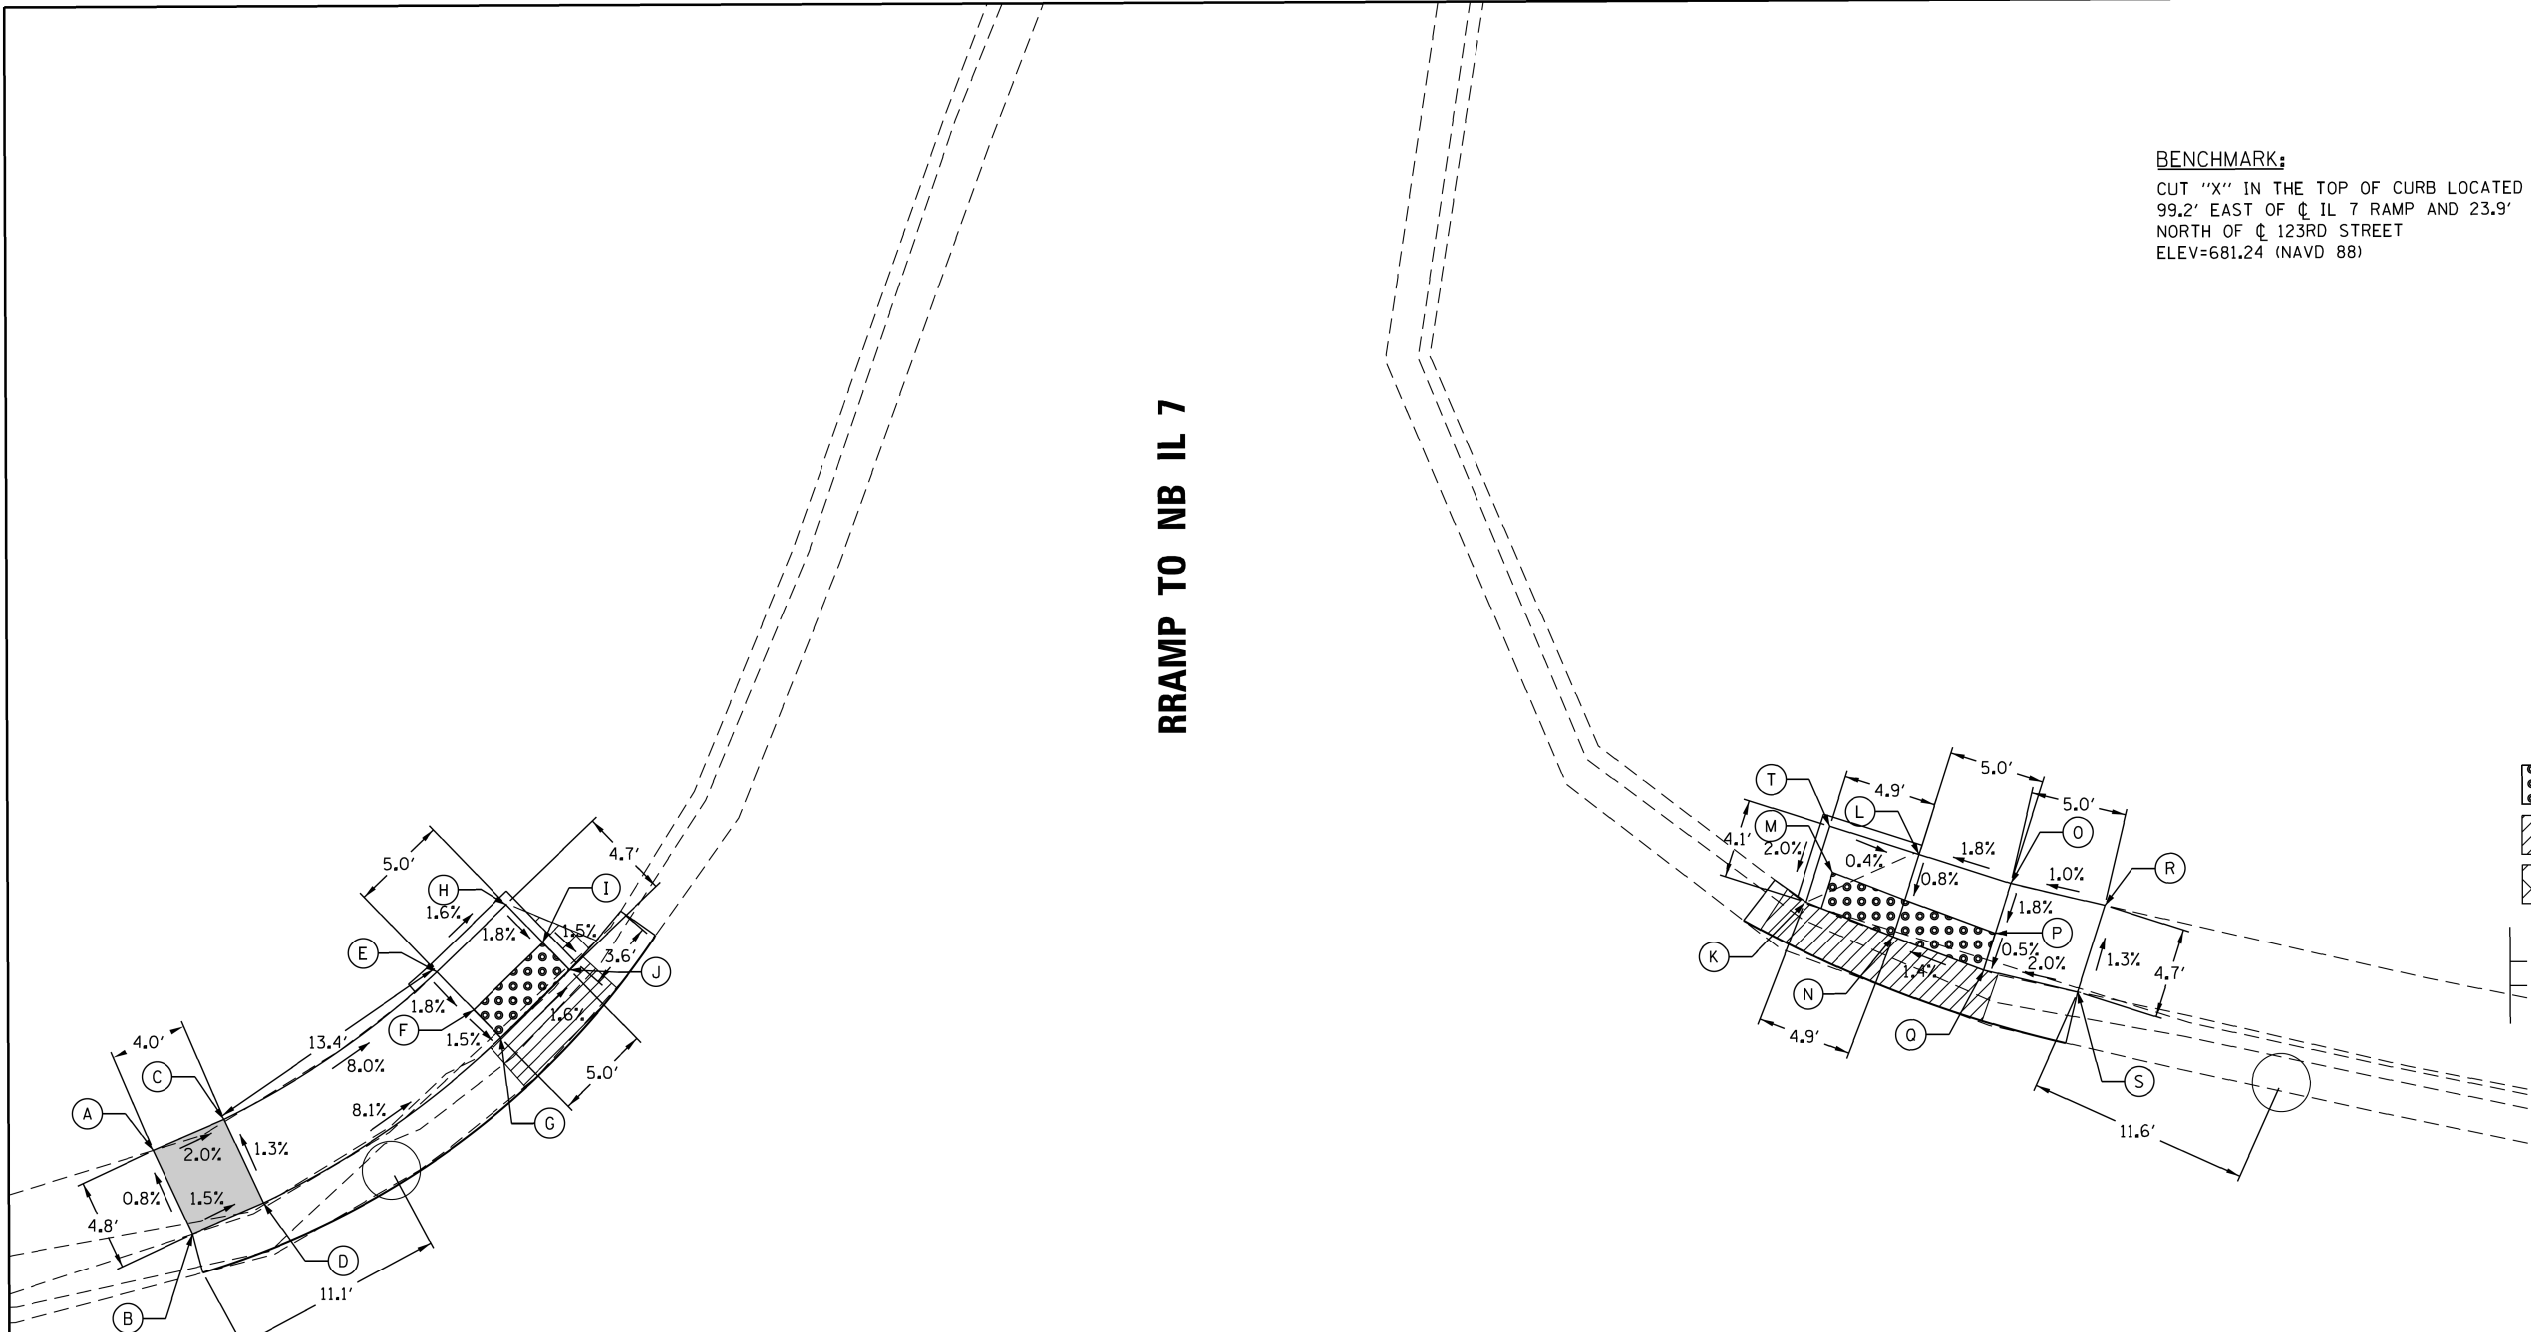 BENCHMARK:
CUT "X" IN THE TOP OF CURB LOCATED
99.2' EAST OF ℄ IL 7 RAMP AND 23.9'
NORTH OF ℄ 123RD STREET
ELEV=681.24 (NAVD 88)
RRAMP TO NB IL 7
5.0'
4.7'
H
I
1.6%
1.8%
1.5%
E
3.6'
J
1.8%
F
1.5%
1.6%
13.4'
8.0%
5.0'
4.0'
C
A
8.1%
G
2.0%
1.3%
0.8%
1.5%
4.8'
D
11.1'
B
5.0'
T
4.9'
5.0'
L
M
O
4.1'
2.0%
0.4%
1.8%
R
0.8%
1.0%
1.8%
P
K
0.5%
2.0%
1.3%
4.7'
1.4%
N
Q
4.9'
S
11.6'